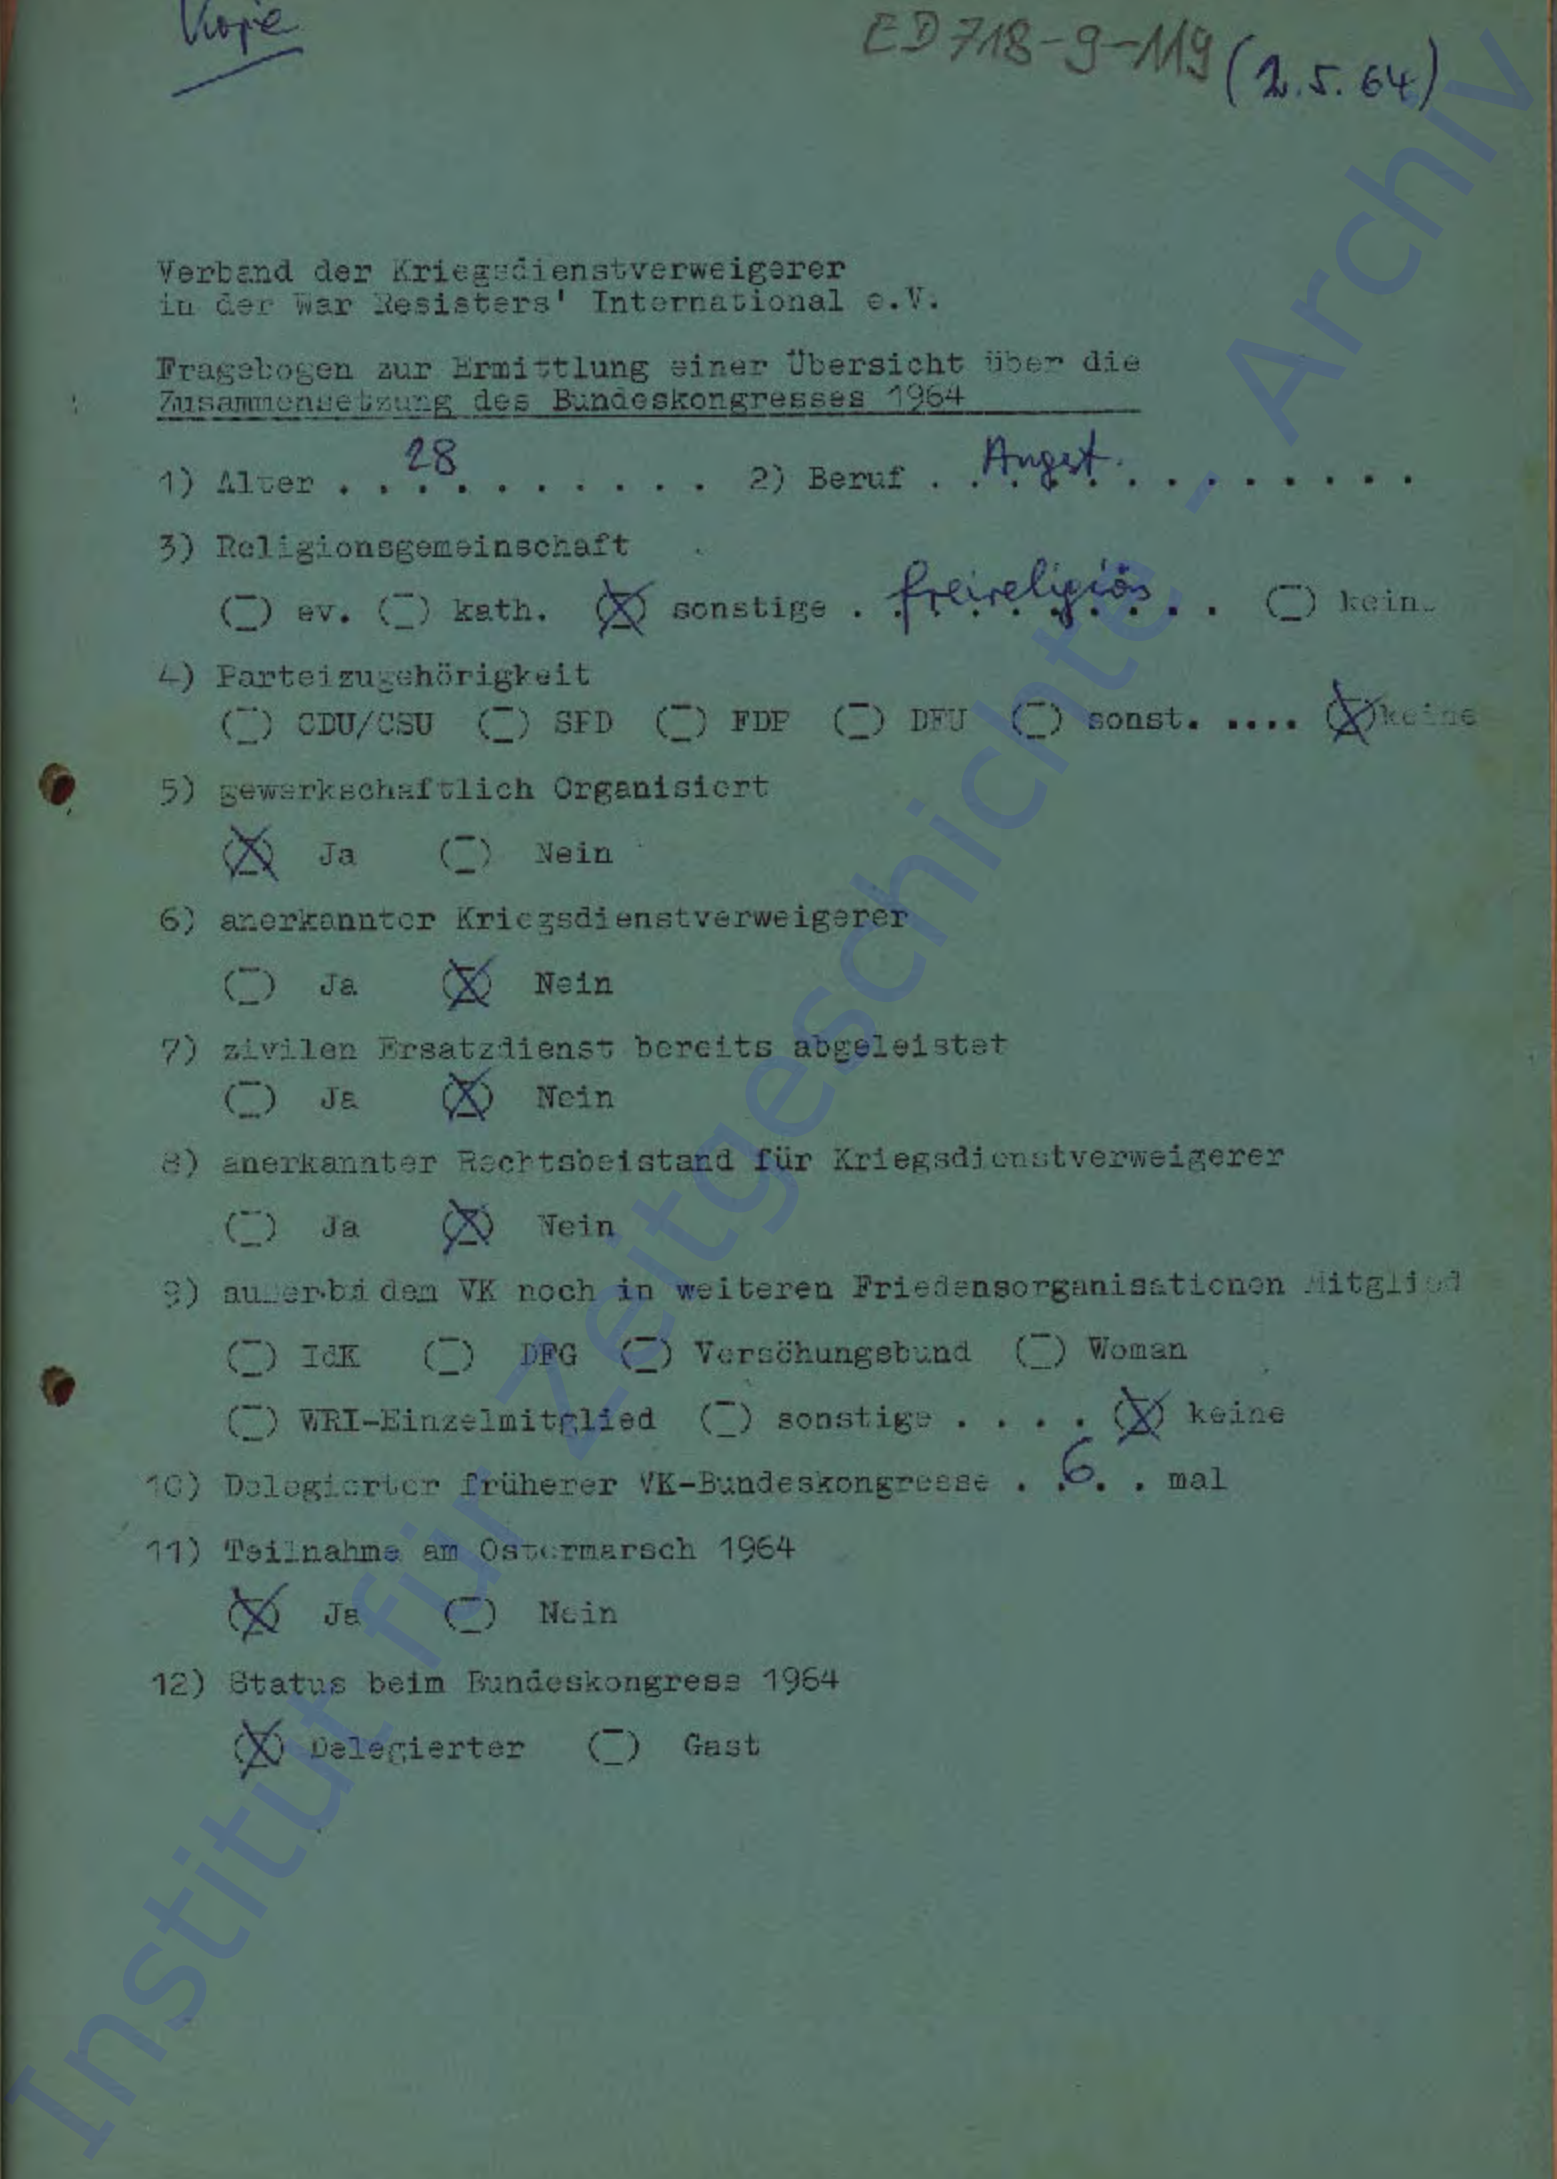 Kopie
ED 718-9-119 (2.5.64)
Verband der Kriegsdienstverweigerer
in der War Resisters' International e.V.
Fragebogen zur Ermittlung einer Übersicht über die
Zusammensetzung des Bundeskongresses 1964
1) Alter . . 28 . . . . . . . . 2) Beruf . . Angest. . . . . . . . . .
3) Religionsgemeinschaft
(_) ev. (_) kath. (X) sonstige . freireligiös . . (_) kein.
4) Parteizugehörigkeit
(_) CDU/CSU (_) SPD (_) FDP (_) DFU (_) sonst. .... (X) keine
5) gewerkschaftlich Organisiert
(X) Ja (_) Nein
6) anerkannter Kriegsdienstverweigerer
(_) Ja (X) Nein
7) zivilen Ersatzdienst bereits abgeleistet
(_) Ja (X) Nein
8) anerkannter Rechtsbeistand für Kriegsdienstverweigerer
(_) Ja (X) Nein
9) außer bei dem VK noch in weiteren Friedensorganisationen Mitglied
(_) IdK (_) DFG (_) Versöhungsbund (_) Woman
(_) WRI-Einzelmitglied (_) sonstige . . . . (X) keine
10) Delegierter früherer VK-Bundeskongresse . . 6 . . mal
11) Teilnahme am Ostermarsch 1964
(X) Ja (_) Nein
12) Status beim Bundeskongress 1964
(X) Delegierter (_) Gast
Institut für Zeitgeschichte - Archiv